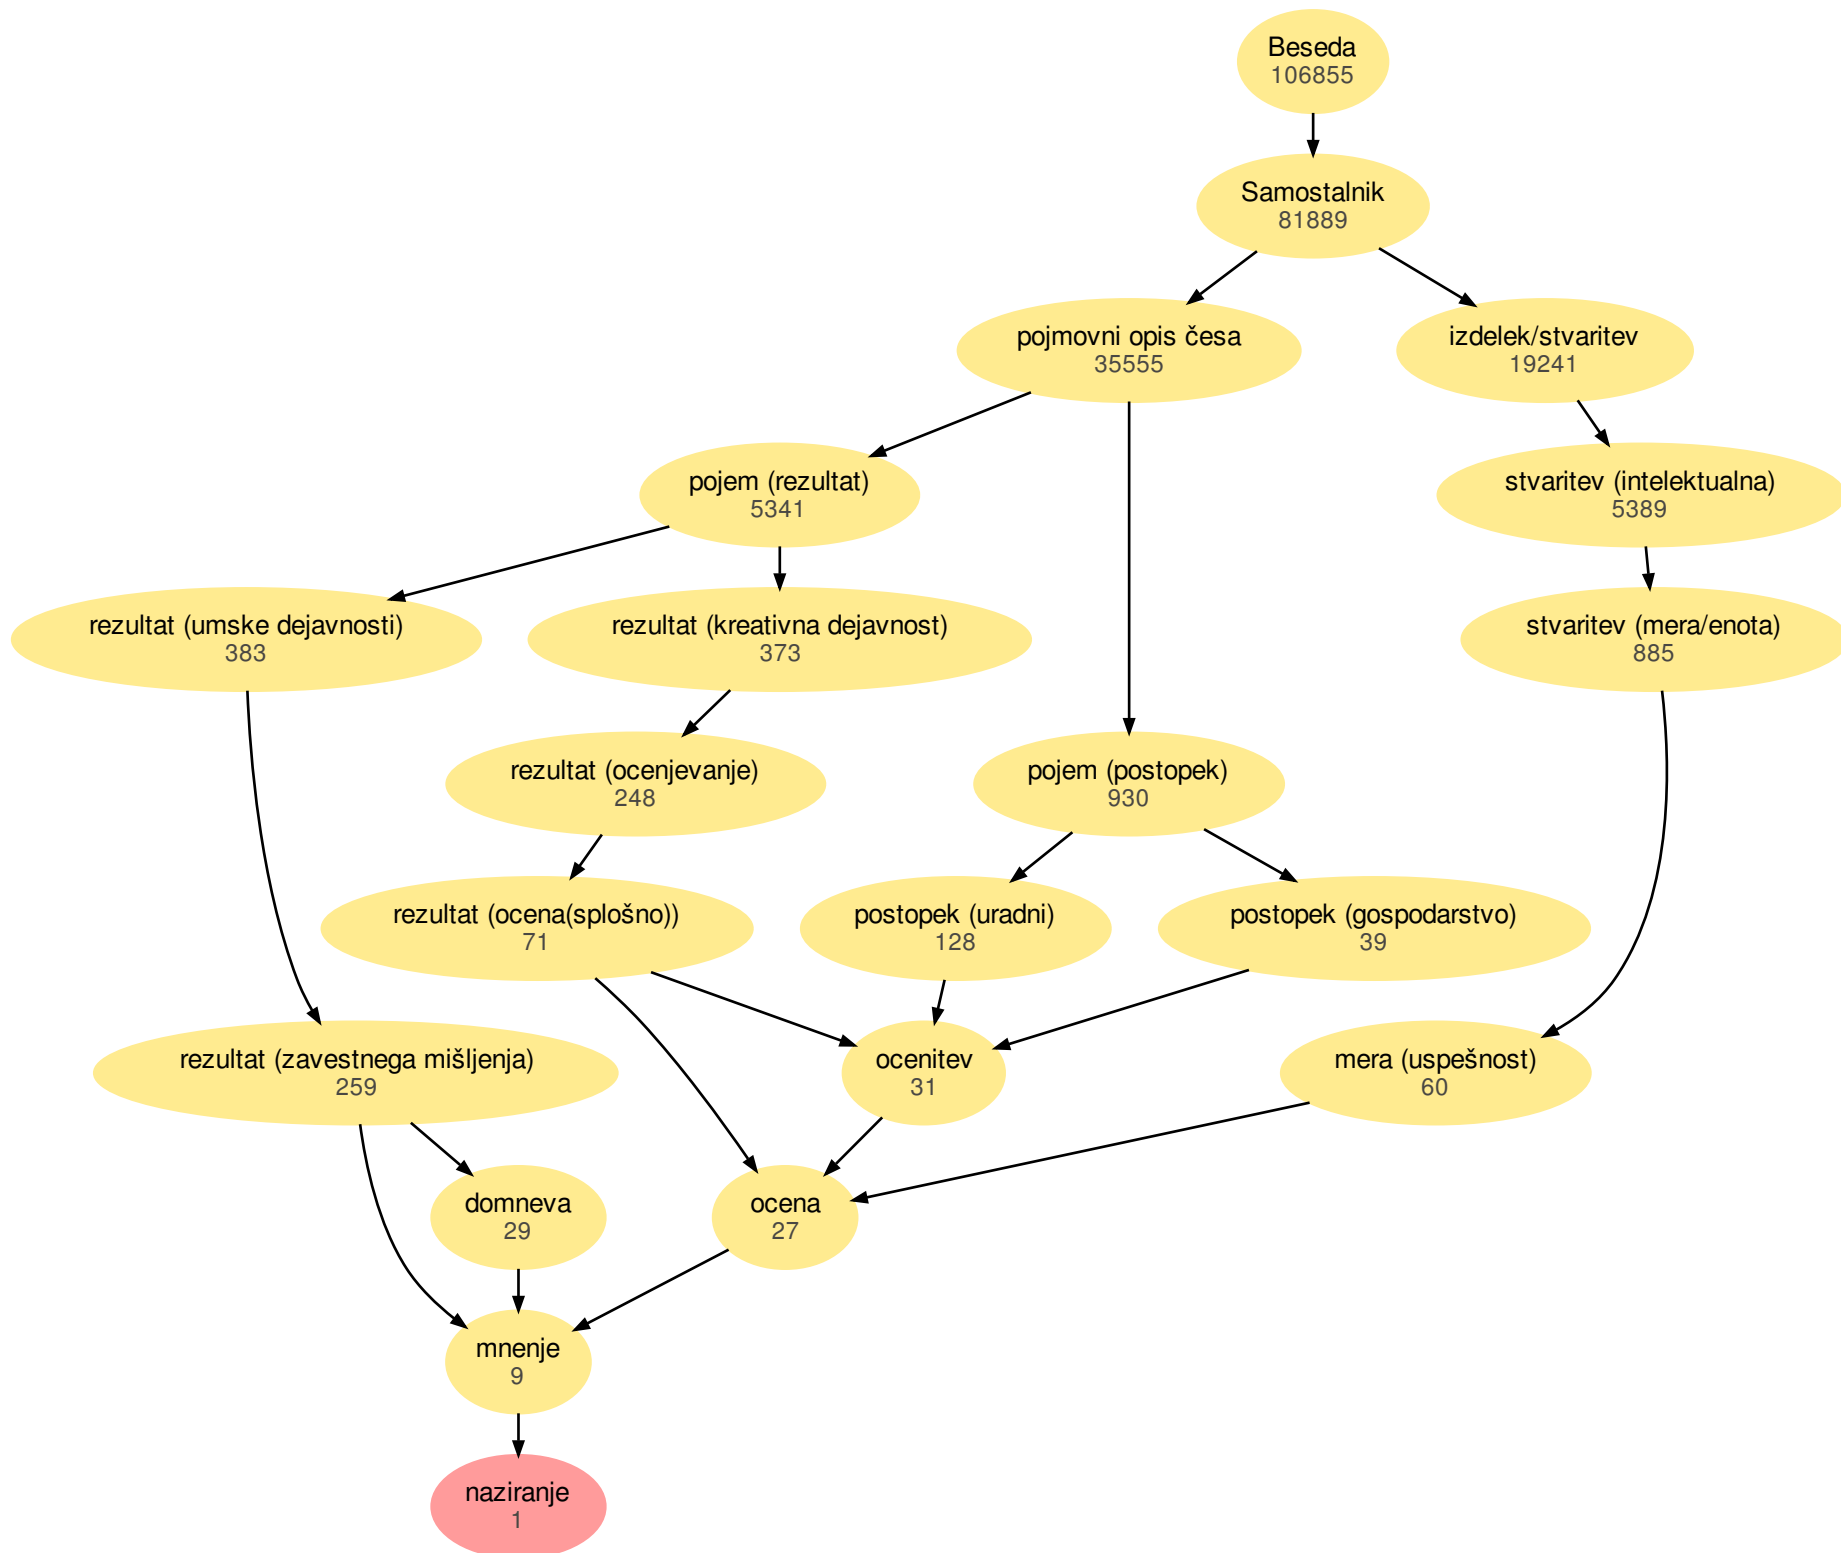 Beseda
106855
Samostalnik
81889
pojmovni opis česa
35555
izdelek/stvaritev
19241
pojem (rezultat)
5341
stvaritev (intelektualna)
5389
rezultat (umske dejavnosti)
383
rezultat (kreativna dejavnost)
373
stvaritev (mera/enota)
885
rezultat (ocenjevanje)
248
pojem (postopek)
930
rezultat (ocena(splošno))
71
postopek (uradni)
128
postopek (gospodarstvo)
39
rezultat (zavestnega mišljenja)
259
ocenitev
31
mera (uspešnost)
60
domneva
29
ocena
27
mnenje
9
naziranje
1